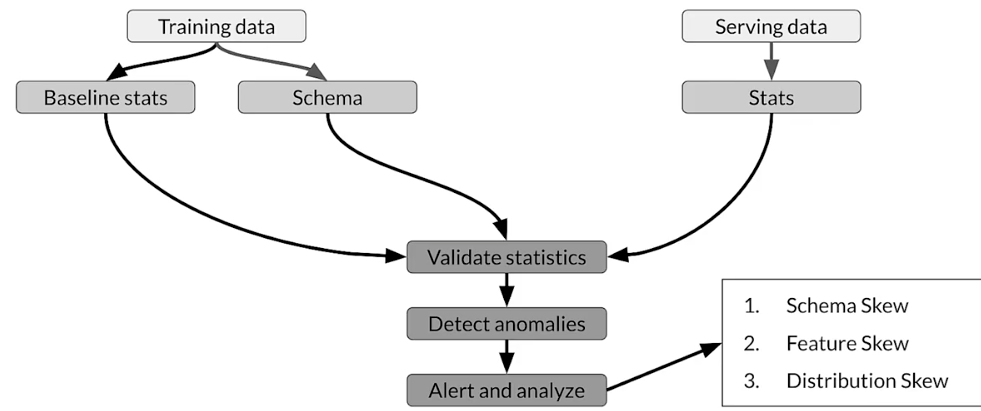 Training data
Serving data
Baseline stats
Schema
Stats
Validate statistics
Detect anomalies
Alert and analyze
1. Schema Skew
2. Feature Skew
3. Distribution Skew